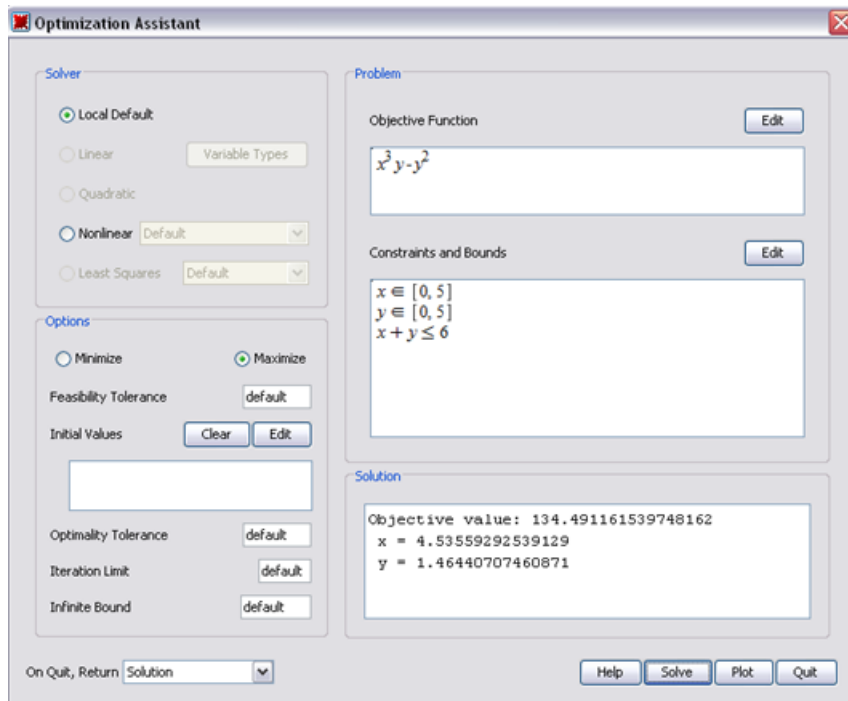 Optimization Assistant
Solver
Local Default
Linear
Variable Types
Quadratic
Nonlinear Default
Least Squares Default
Options
Minimize Maximize
Feasibility Tolerance default
Initial Values Clear Edit
Optimality Tolerance default
Iteration Limit default
Infinite Bound default
Problem
Objective Function Edit
x³ y - y²
Constraints and Bounds Edit
x ∈ [0, 5]
y ∈ [0, 5]
x + y ≤ 6
Solution
Objective value: 134.491161539748162
x = 4.53559292539129
y = 1.46440707460871
On Quit, Return Solution
Help Solve Plot Quit